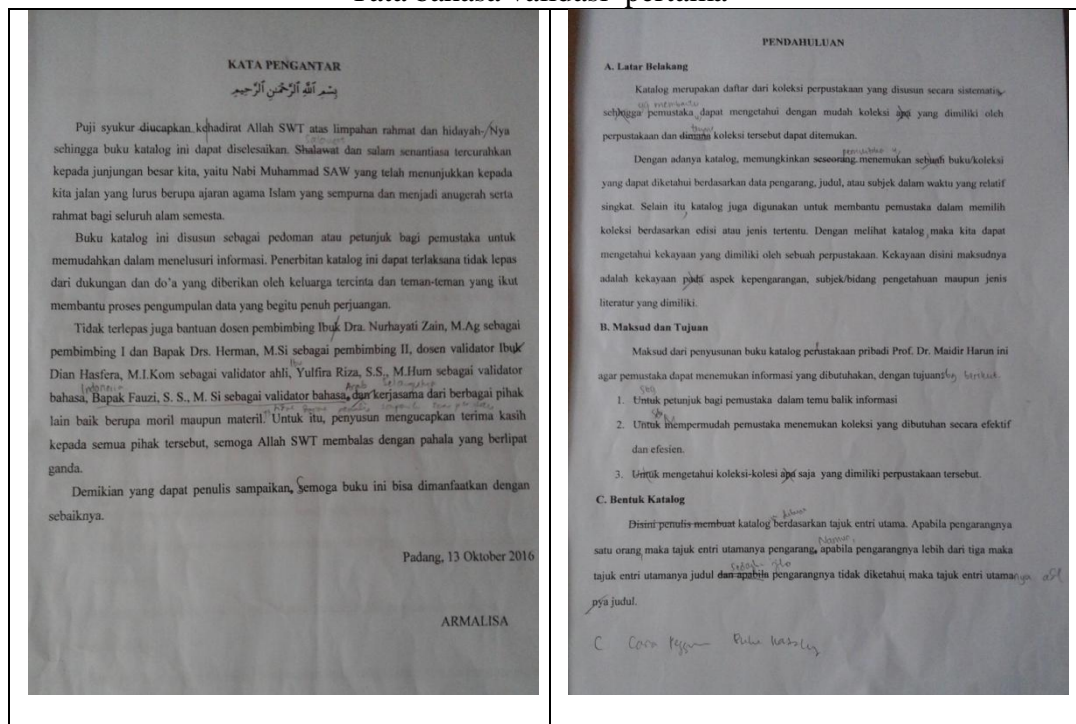 Tata bahasa validasi pertama
KATA PENGANTAR
بِسْمِ ٱللَّهِ ٱلرَّحْمَٰنِ ٱلرَّحِيمِ
Puji syukur diucapkan kehadirat Allah SWT atas limpahan rahmat dan hidayah-/Nya
sehingga buku katalog ini dapat diselesaikan. Shalawat dan salam senantiasa tercurahkan
kepada junjungan besar kita, yaitu Nabi Muhammad SAW yang telah menunjukkan kepada
kita jalan yang lurus berupa ajaran agama Islam yang sempurna dan menjadi anugerah serta
rahmat bagi seluruh alam semesta.
Buku katalog ini disusun sebagai pedoman atau petunjuk bagi pemustaka untuk
memudahkan dalam menelusuri informasi. Penerbitan katalog ini dapat terlaksana tidak lepas
dari dukungan dan do'a yang diberikan oleh keluarga tercinta dan teman-teman yang ikut
membantu proses pengumpulan data yang begitu penuh perjuangan.
Tidak terlepas juga bantuan dosen pembimbing Ibuk Dra. Nurhayati Zain, M.Ag sebagai
pembimbing I dan Bapak Drs. Herman, M.Si sebagai pembimbing II, dosen validator Ibuk
Ibu
Dian Hasfera, M.I.Kom sebagai validator ahli, Yulfira Riza, S.S., M.Hum sebagai validator
Indonesia
Arab
bahasa, Bapak Fauzi, S. S., M. Si sebagai validator bahasa, dan kerjasama dari berbagai pihak
lain baik berupa moril maupun materil. Untuk itu, penyusun mengucapkan terima kasih
kepada semua pihak tersebut, semoga Allah SWT membalas dengan pahala yang berlipat
ganda.
Demikian yang dapat penulis sampaikan, Semoga buku ini bisa dimanfaatkan dengan
sebaiknya.
Padang, 13 Oktober 2016
ARMALISA
PENDAHULUAN
A. Latar Belakang
Katalog merupakan daftar dari koleksi perpustakaan yang disusun secara sistematis,
yg membantu
sehingga pemustaka dapat mengetahui dengan mudah koleksi apa yang dimiliki oleh
perpustakaan dan dimana koleksi tersebut dapat ditemukan.
Dengan adanya katalog, memungkinkan seseorang menemukan sebuah buku/koleksi
yang dapat diketahui berdasarkan data pengarang, judul, atau subjek dalam waktu yang relatif
singkat. Selain itu katalog juga digunakan untuk membantu pemustaka dalam memilih
koleksi berdasarkan edisi atau jenis tertentu. Dengan melihat katalog, maka kita dapat
mengetahui kekayaan yang dimiliki oleh sebuah perpustakaan. Kekayaan disini maksudnya
adalah kekayaan pada aspek kepengarangan, subjek/bidang pengetahuan maupun jenis
literatur yang dimiliki.
B. Maksud dan Tujuan
Maksud dari penyusunan buku katalog perustakaan pribadi Prof. Dr. Maidir Harun ini
agar pemustaka dapat menemukan informasi yang dibutuhakan, dengan tujuan sbg berikut
sbg
1. Untuk petunjuk bagi pemustaka dalam temu balik informasi
2. Untuk mempermudah pemustaka menemukan koleksi yang dibutuhan secara efektif
dan efesien.
3. Untuk mengetahui koleksi-kolesi apa saja yang dimiliki perpustakaan tersebut.
C. Bentuk Katalog
Disini penulis membuat katalog berdasarkan tajuk entri utama. Apabila pengarangnya
Namun,
satu orang maka tajuk entri utamanya pengarang, apabila pengarangnya lebih dari tiga maka
tajuk entri utamanya judul dan apabila pengarangnya tidak diketahui maka tajuk entri utamanya
nya judul.
C Cara Buku